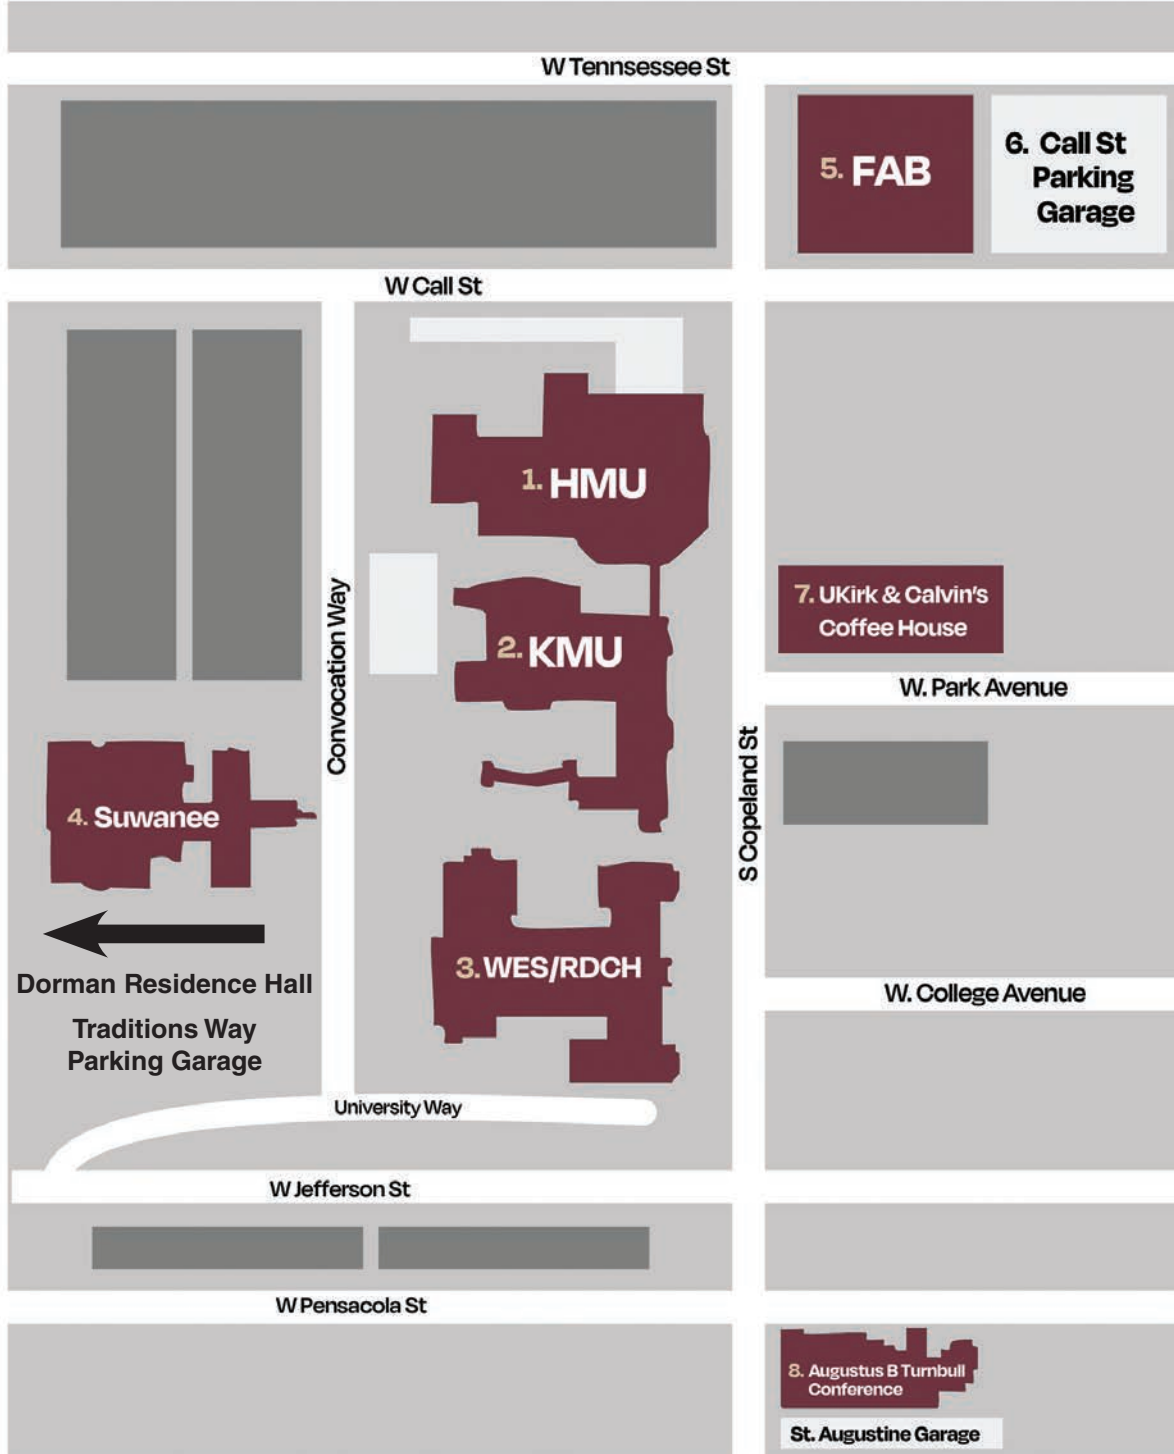 W Tennsessee St
5. FAB
6. Call St
Parking
Garage
W Call St
1. HMU
Convocation Way
2. KMU
7. UKirk & Calvin's
Coffee House
W. Park Avenue
S Copeland St
4. Suwanee
Dorman Residence Hall
Traditions Way
Parking Garage
3. WES/RDCH
W. College Avenue
University Way
W Jefferson St
W Pensacola St
8. Augustus B Turnbull
Conference
St. Augustine Garage